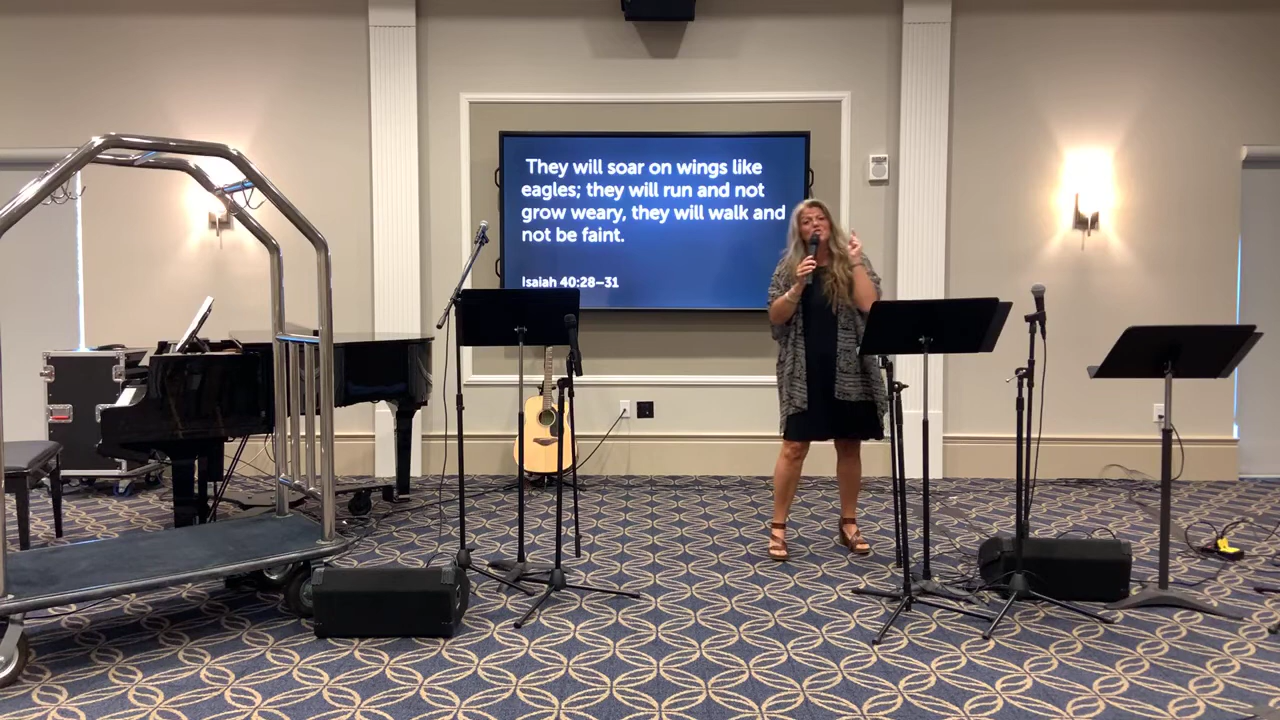 They will soar on wings like
eagles; they will run and not
grow weary, they will walk and
not be faint.
Isaiah 40:28–31